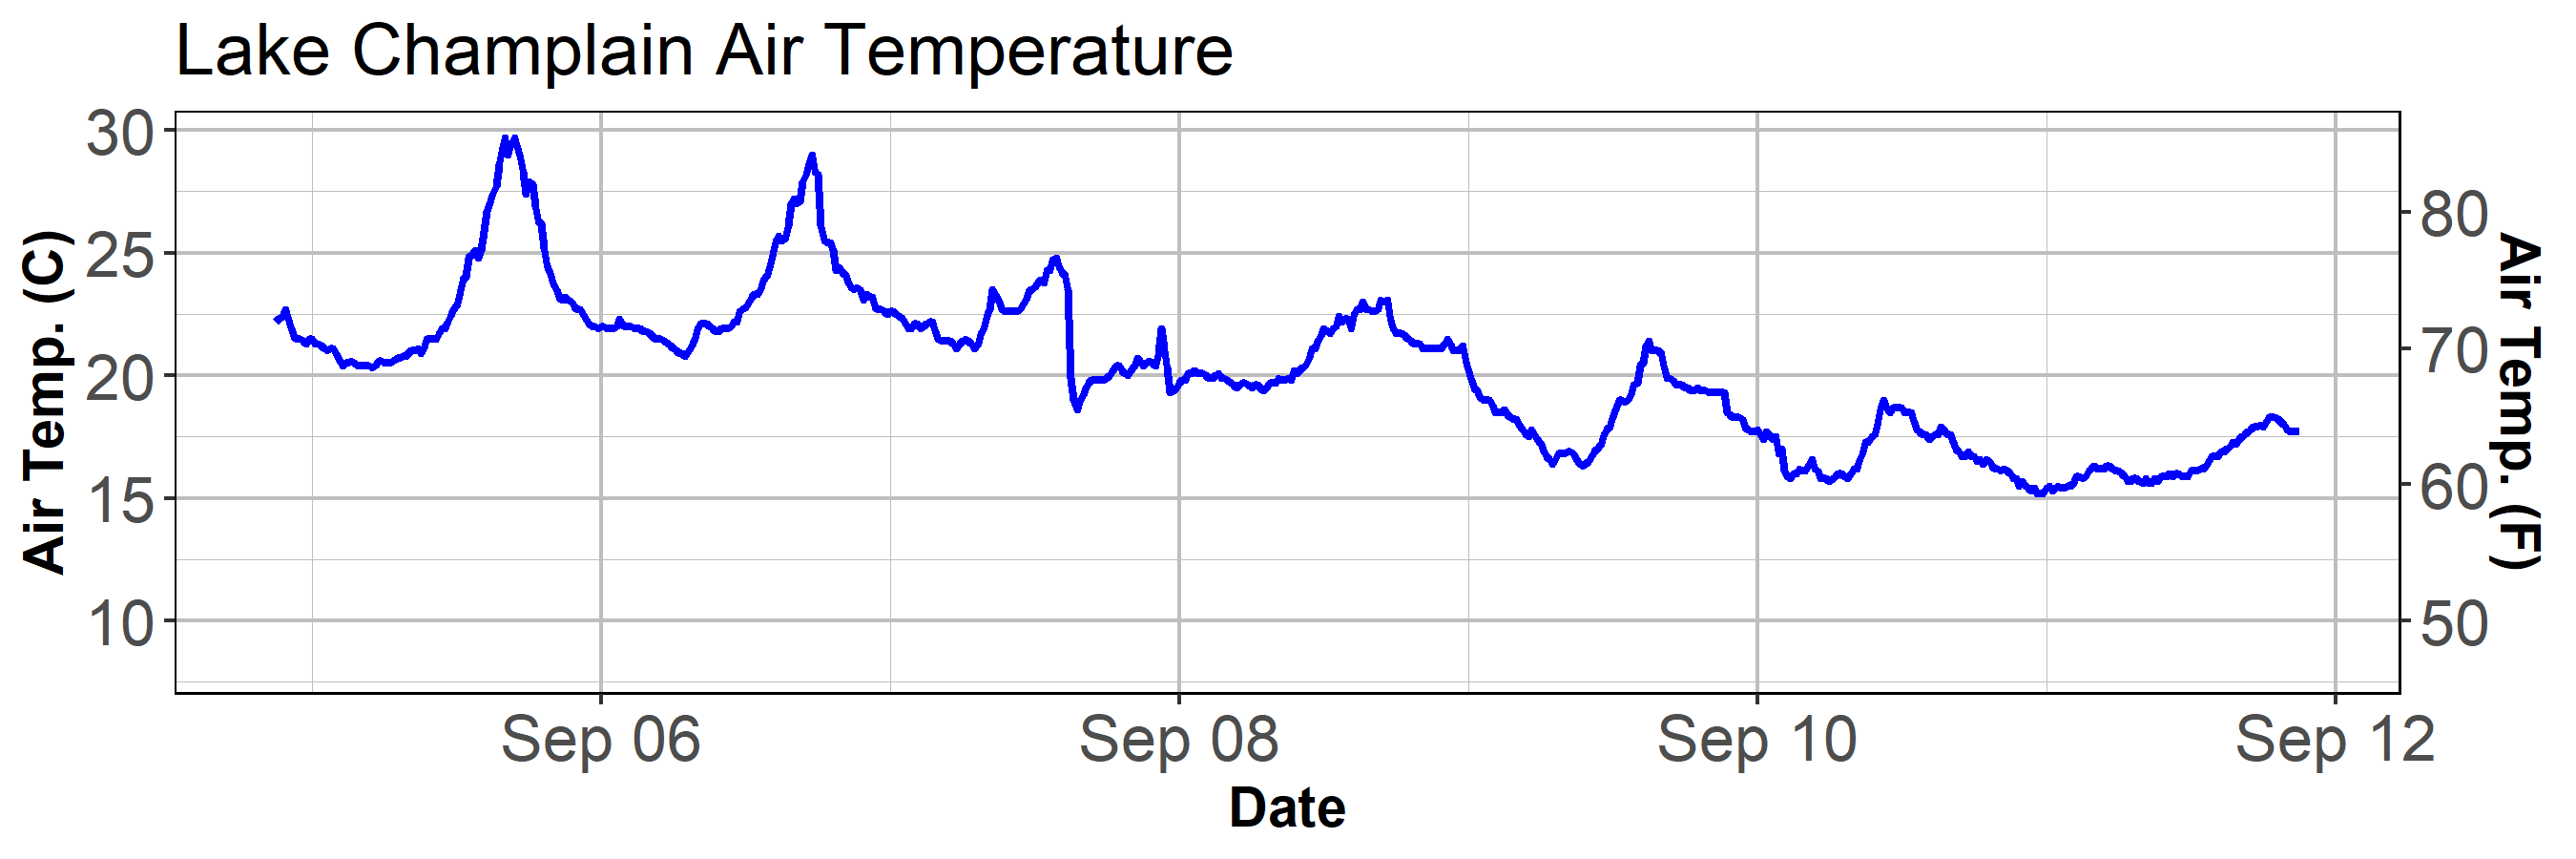 Lake Champlain Air Temperature
Air Temp. (C)
30
25
20
15
10
80
70
60
50
Air Temp. (F)
Sep 06
Sep 08
Sep 10
Sep 12
Date